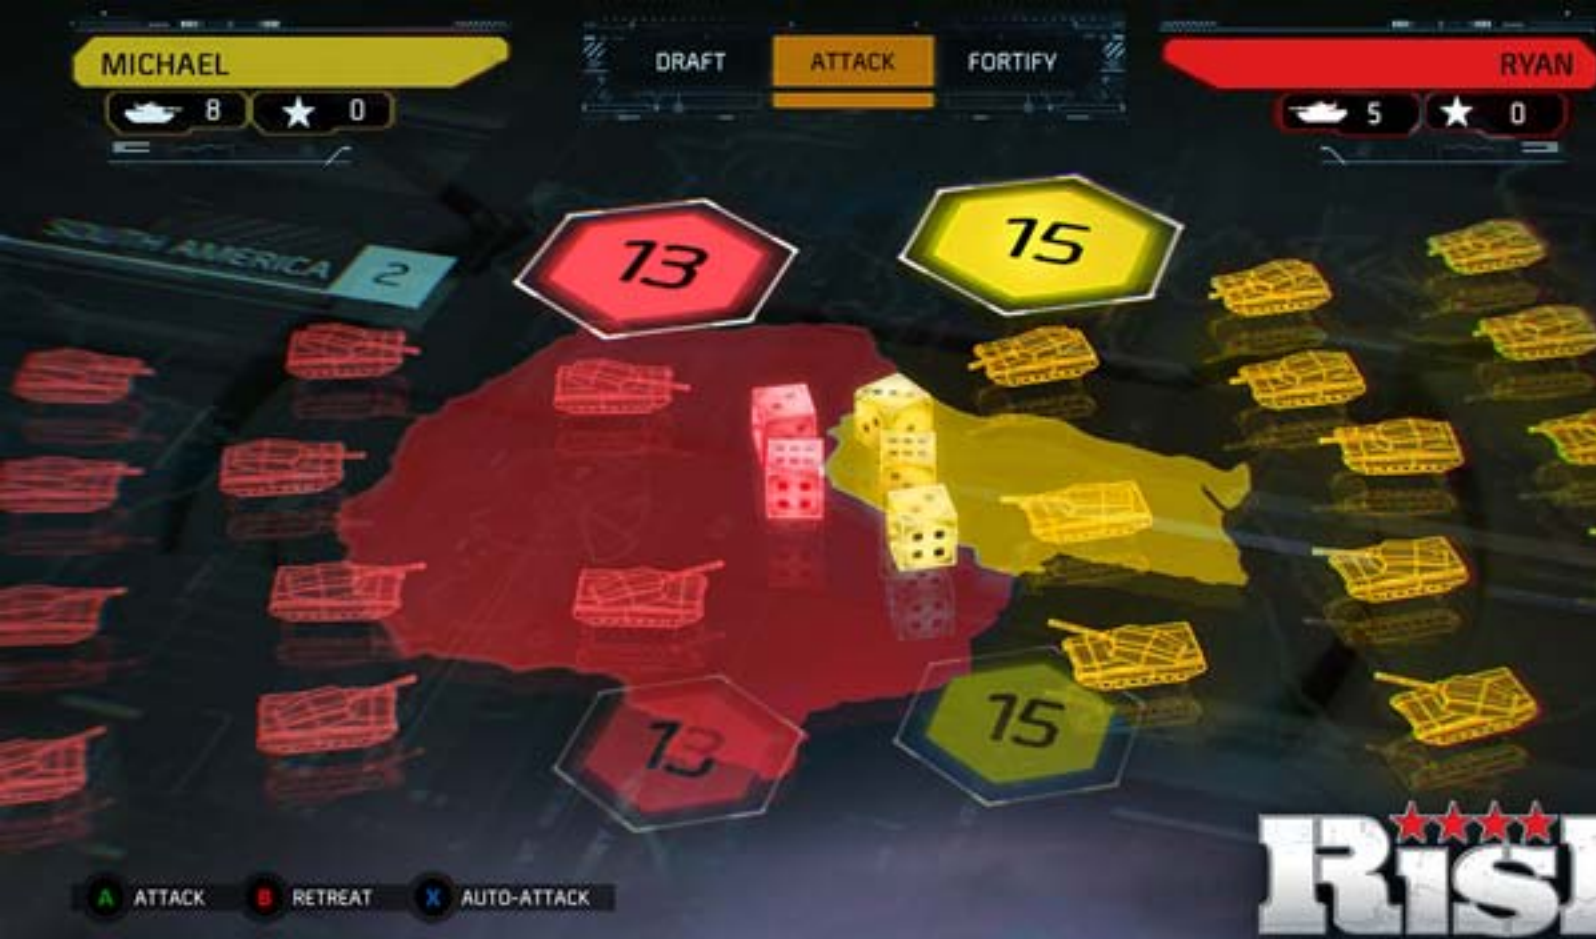 MICHAEL
8 0
DRAFT ATTACK FORTIFY
RYAN
5 0
SOUTH AMERICA 2
13 15
13 15
A ATTACK B RETREAT X AUTO-ATTACK
RISK